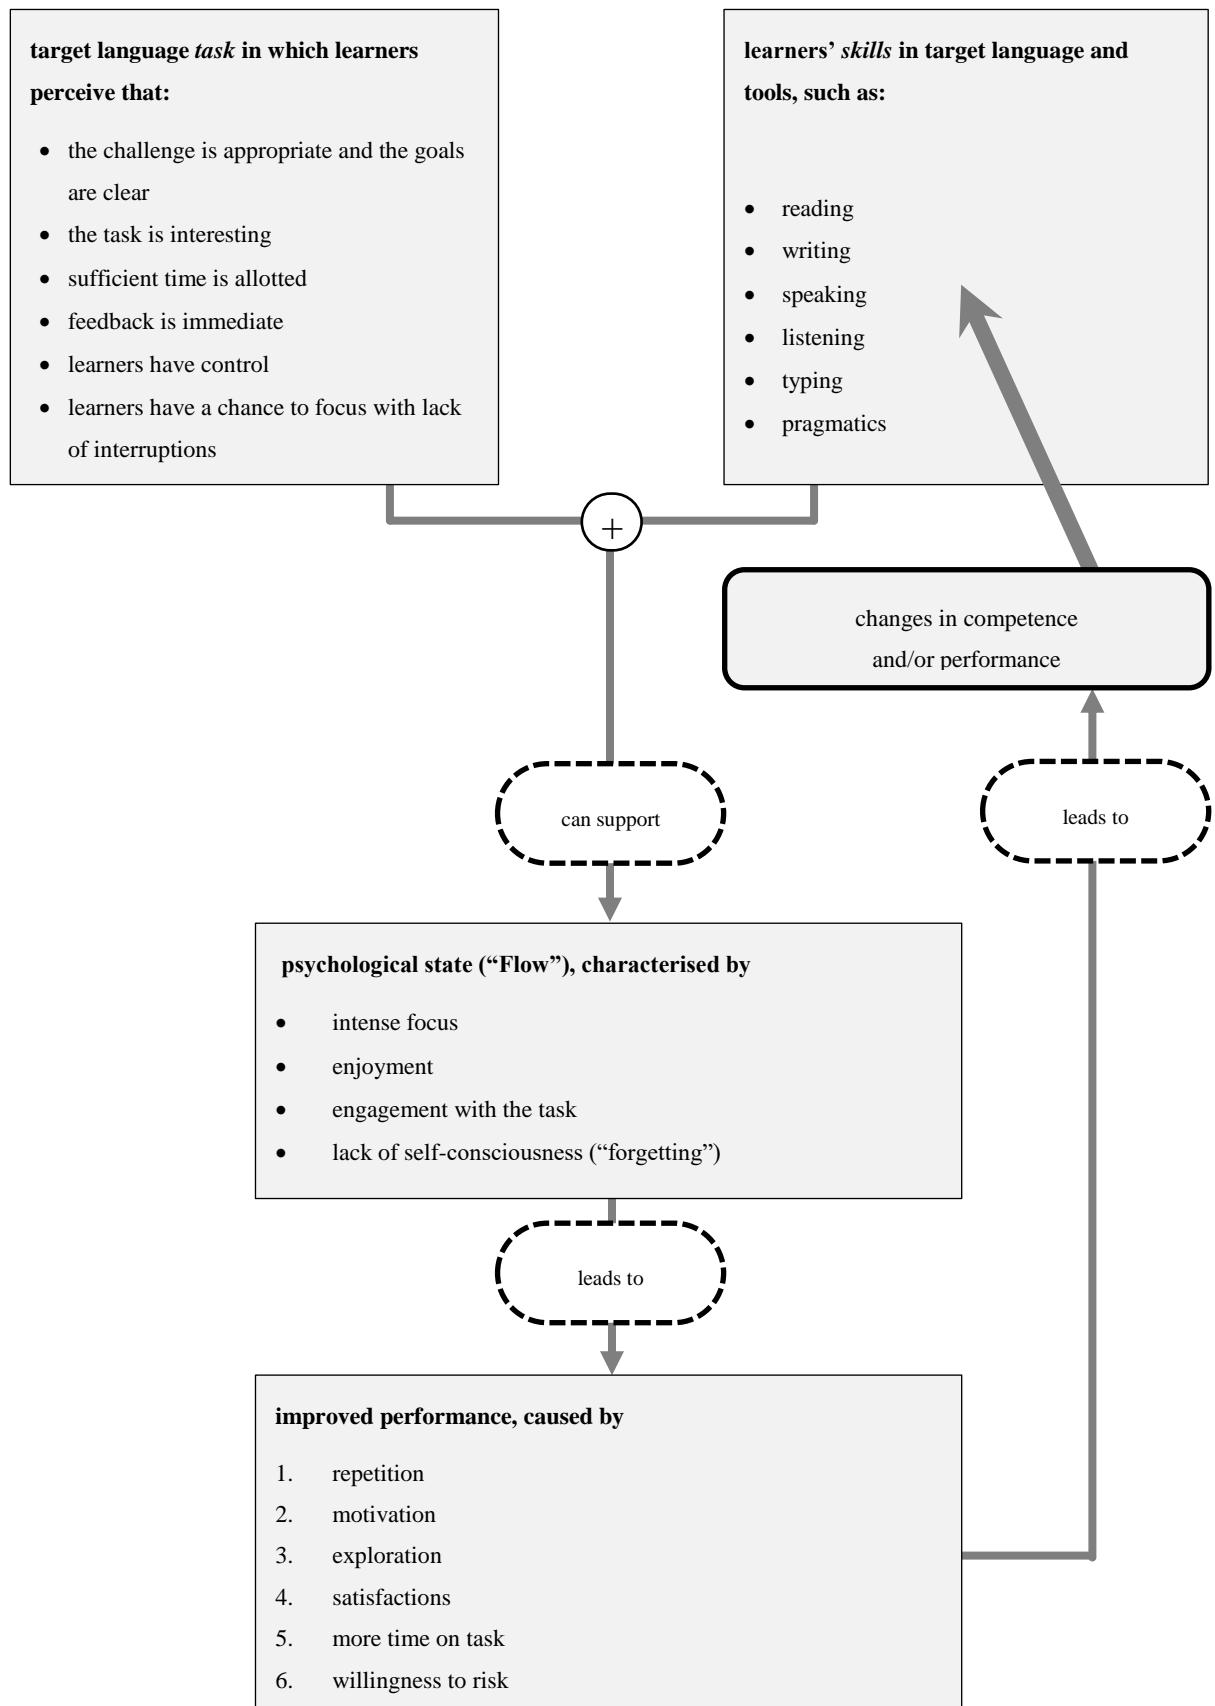 target language task in which learners
perceive that:
• the challenge is appropriate and the goals
are clear
• the task is interesting
• sufficient time is allotted
• feedback is immediate
• learners have control
• learners have a chance to focus with lack
of interruptions
learners’ skills in target language and
tools, such as:
• reading
• writing
• speaking
• listening
• typing
• pragmatics
+
changes in competence
and/or performance
can support
leads to
psychological state (“Flow”), characterised by
• intense focus
• enjoyment
• engagement with the task
• lack of self-consciousness (“forgetting”)
leads to
improved performance, caused by
1. repetition
2. motivation
3. exploration
4. satisfactions
5. more time on task
6. willingness to risk